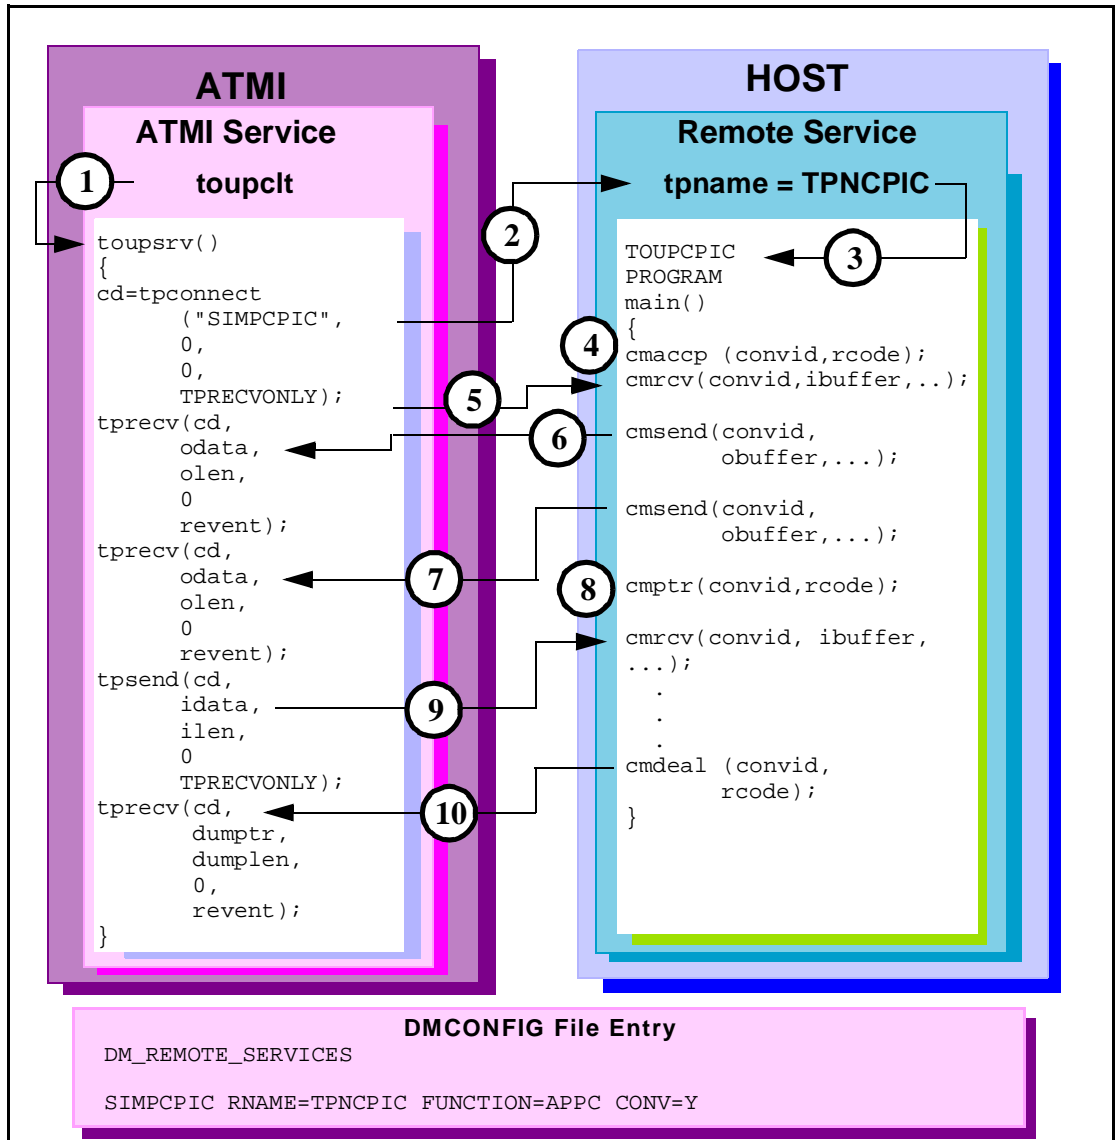 ATMI
ATMI Service
toupclt
1
toupsrv()
{
cd=tpconnect
("SIMPCPIC",
0,
0,
TPRECVONLY);
tprecv(cd,
odata,
olen,
0
revent);
tprecv(cd,
odata,
olen,
0
revent);
tpsend(cd,
idata,
ilen,
0
TPRECVONLY);
tprecv(cd,
dumptr,
dumplen,
0,
revent);
}
2
5
6
7
9
10
HOST
Remote Service
tpname = TPNCPIC
3
TOUPCPIC
PROGRAM
main()
{
4
cmaccp (convid,rcode);
cmrcv(convid,ibuffer,..);
cmsend(convid,
obuffer,...);
cmsend(convid,
obuffer,...);
8
cmptr(convid,rcode);
cmrcv(convid, ibuffer,
...);
.
.
.
cmdeal (convid,
rcode);
}
DMCONFIG File Entry
DM_REMOTE_SERVICES
SIMPCPIC RNAME=TPNCPIC FUNCTION=APPC CONV=Y